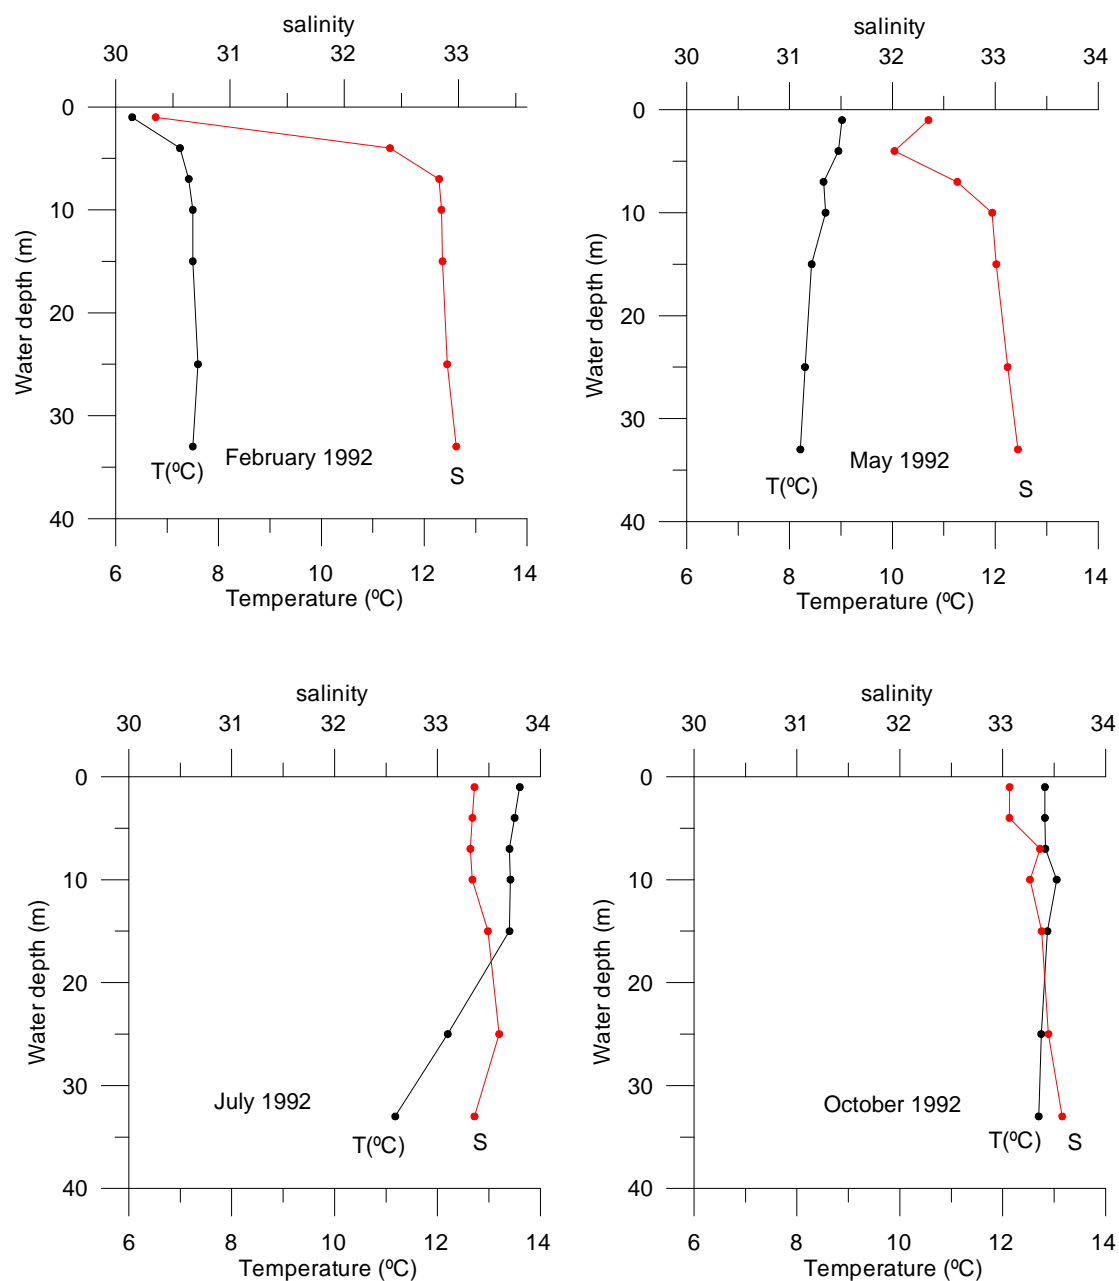 salinity
30 31 32 33
0
10
20
30
40
Water depth (m)
T(ºC)
February 1992
S
6 8 10 12 14
Temperature (ºC)
salinity
30 31 32 33 34
0
10
20
30
40
Water depth (m)
T(ºC)
May 1992
S
6 8 10 12 14
Temperature (ºC)
salinity
30 31 32 33 34
0
10
20
30
40
Water depth (m)
July 1992
T(ºC)
S
6 8 10 12 14
Temperature (ºC)
salinity
30 31 32 33 34
0
10
20
30
40
Water depth (m)
October 1992
T(ºC)
S
6 8 10 12 14
Temperature (ºC)